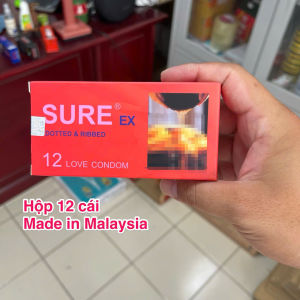 SURE® EX
DOTTED & RIBBED
12 LOVE CONDOM
Hộp 12 cái
Made in Malaysia